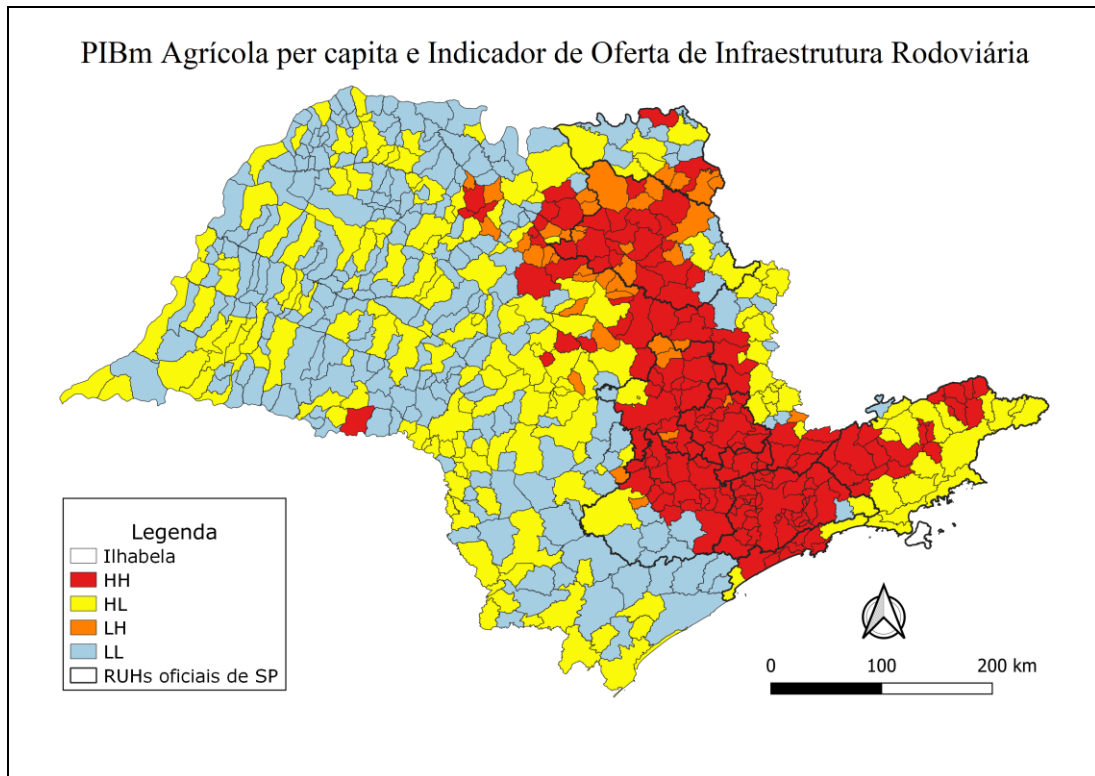 PIBm Agrícola per capita e Indicador de Oferta de Infraestrutura Rodoviária
Legenda
Ilhabela
HH
HL
LH
LL
RUHs oficiais de SP
0 100 200 km